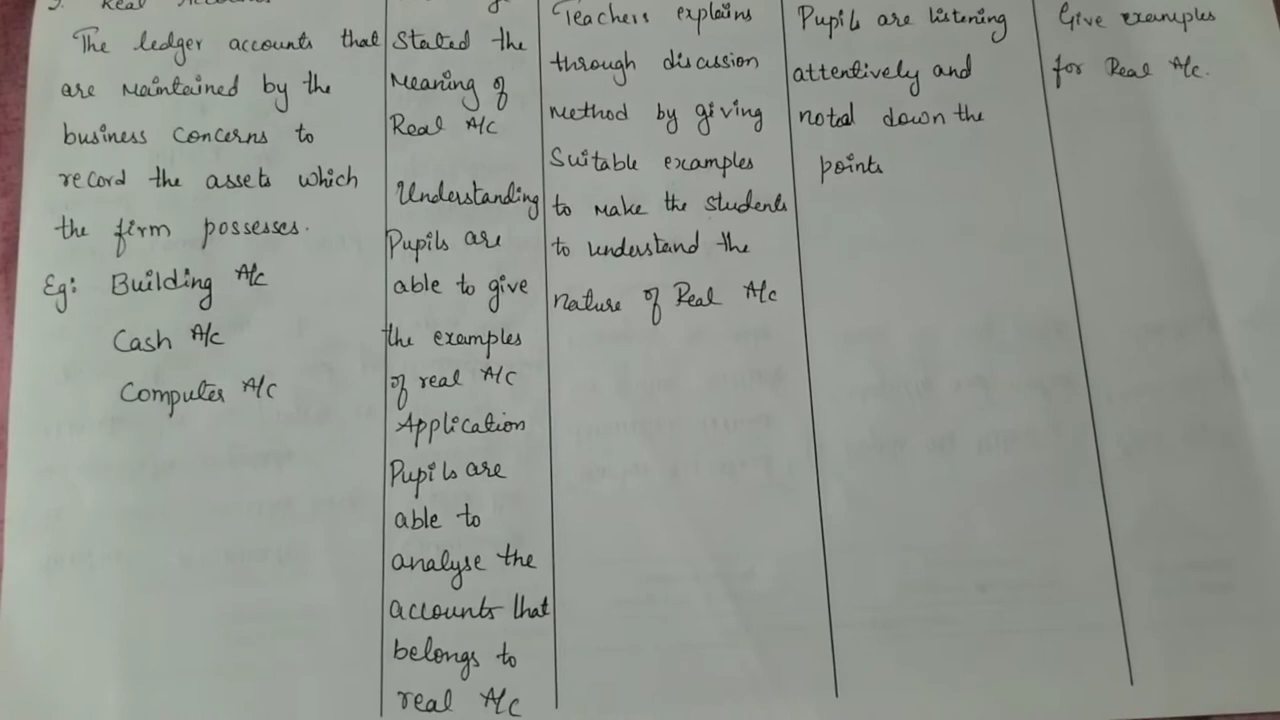 Real
The ledger accounts that
are maintained by the
business concerns to
record the assets which
the firm possesses.
Eg: Building A/c
Cash A/c
Computer A/c
Stated the
meaning of
Real A/c
Understanding
Pupils are
able to give
the examples
of real A/c
Application
Pupils are
able to
analyse the
accounts that
belongs to
real A/c
Teachers explains
through discussion
method by giving
Suitable examples
to make the students
to understand the
nature of Real A/c
Pupils are listening
attentively and
noted down the
points
Give examples
for Real A/c.